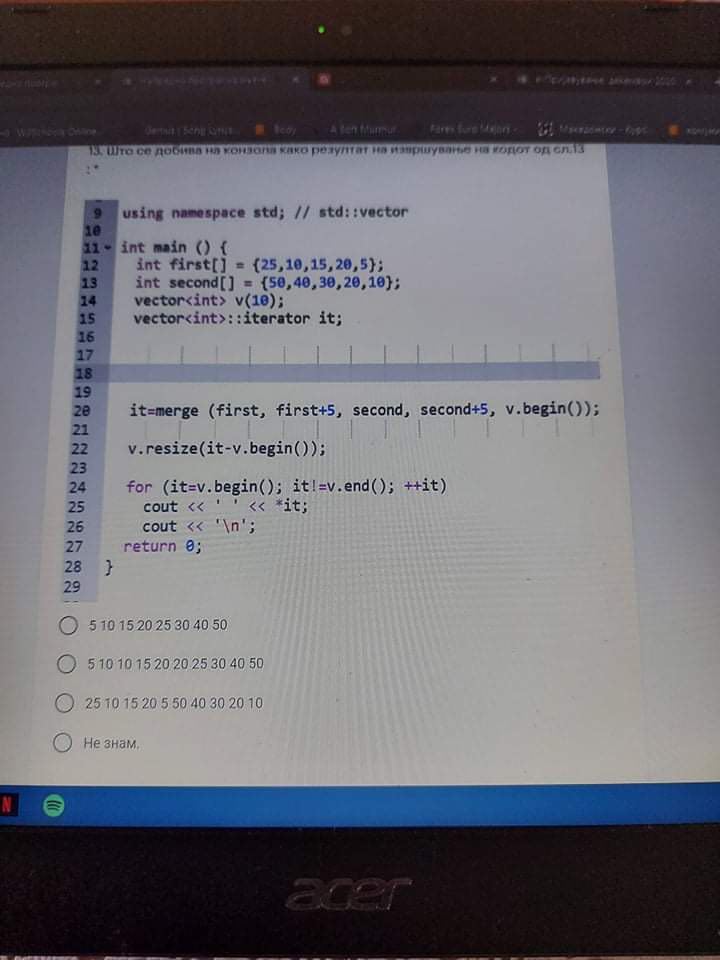 W3Schools Online
Body
13. Што се добива на конзола како резултат на извршување на кодот од сл.13
: *
9 using namespace std; // std::vector
10
11 int main () {
12 int first[] = {25,10,15,20,5};
13 int second[] = {50,40,30,20,10};
14 vector<int> v(10);
15 vector<int>::iterator it;
16
17
18
19
20 it=merge (first, first+5, second, second+5, v.begin());
21
22 v.resize(it-v.begin());
23
24 for (it=v.begin(); it!=v.end(); ++it)
25 cout << ' ' << *it;
26 cout << '\n';
27 return 0;
28 }
29
5 10 15 20 25 30 40 50
5 10 10 15 20 20 25 30 40 50
25 10 15 20 5 50 40 30 20 10
Не знам.
N
acer